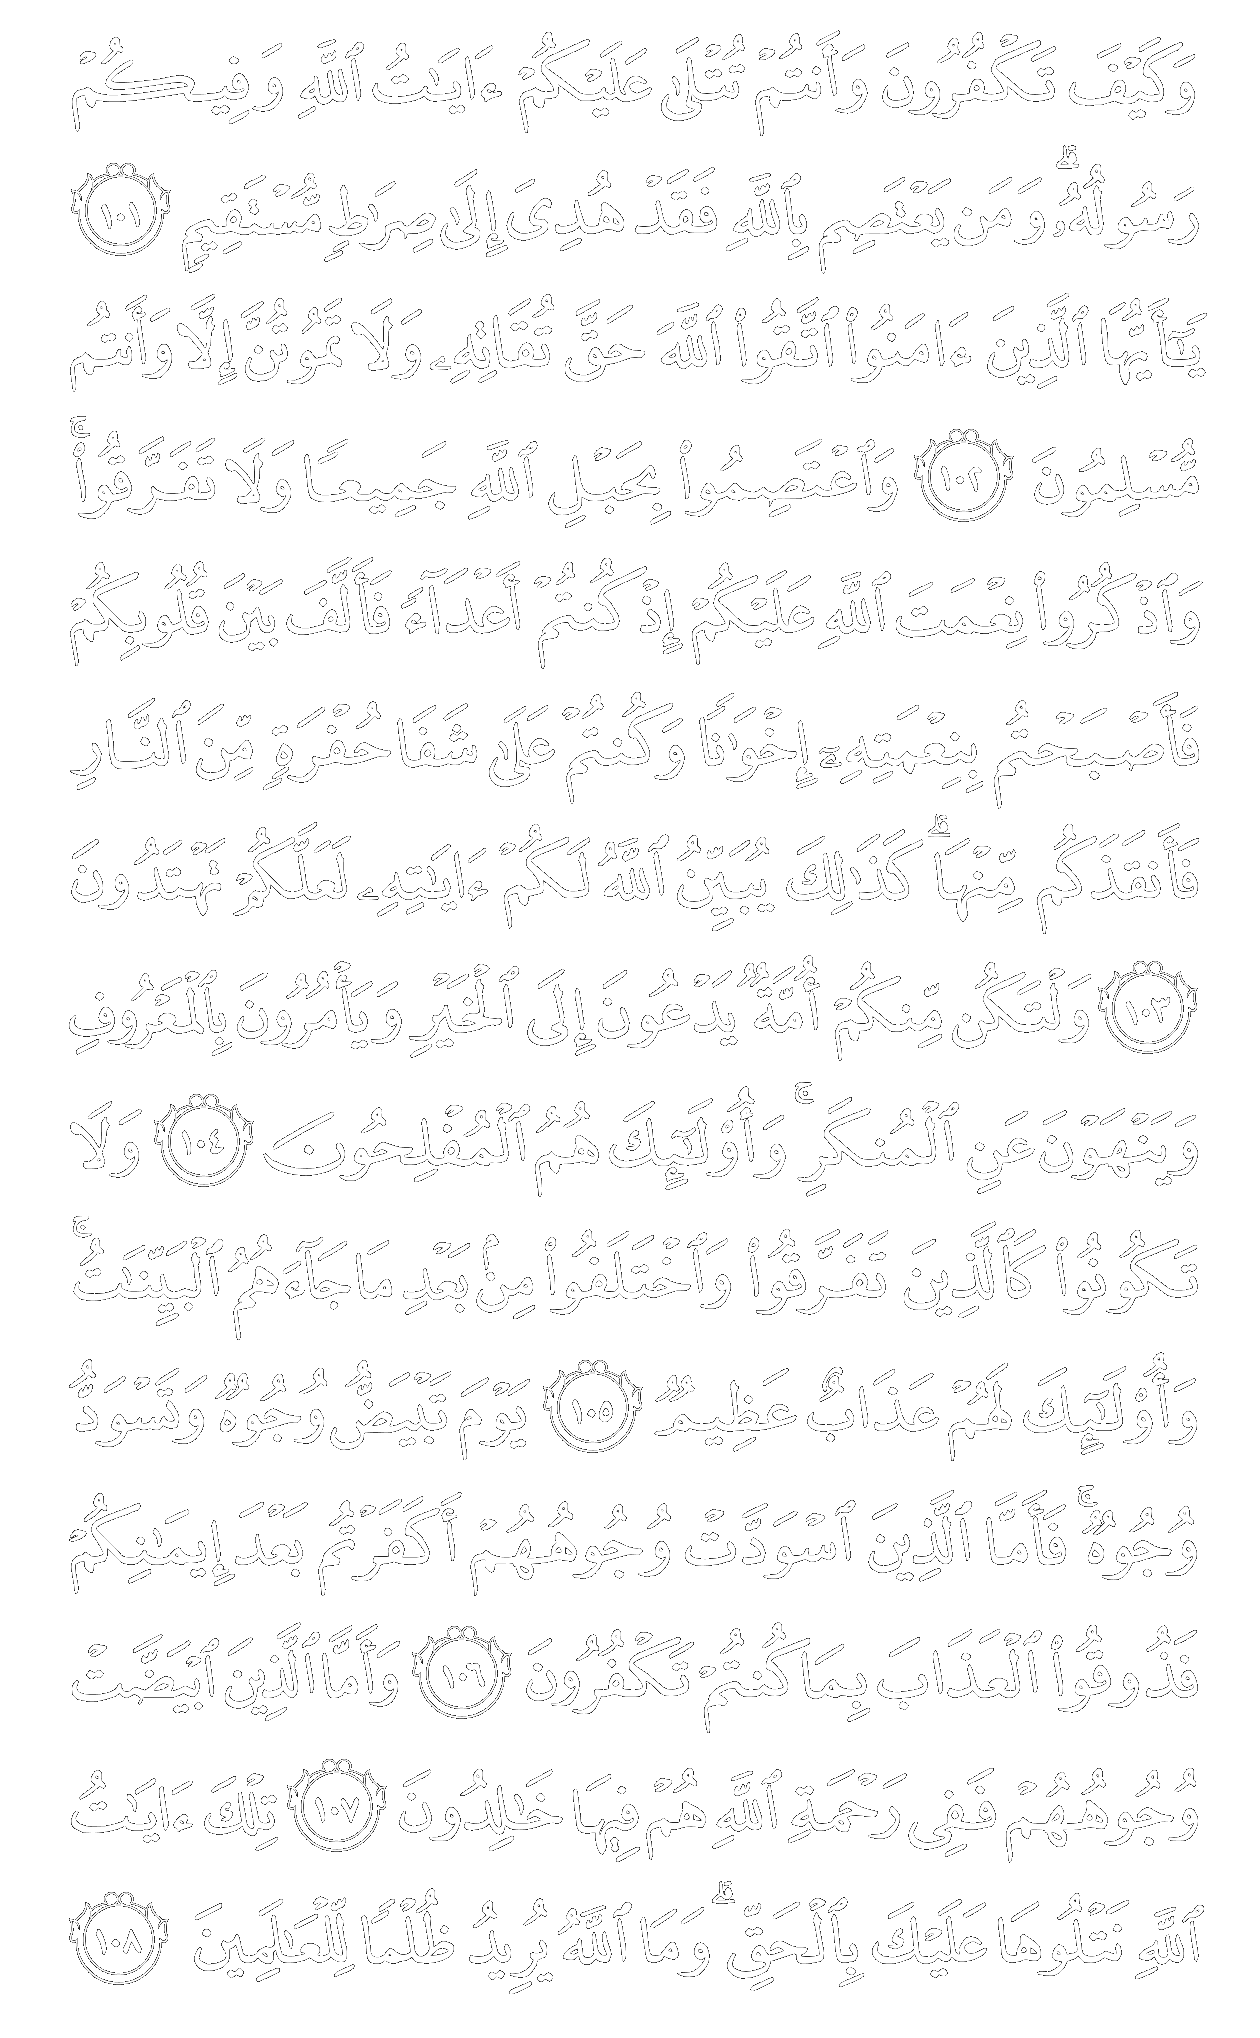 وَكَيْفَ تَكْفُرُونَ وَأَنتُمْ تُتْلَىٰ عَلَيْكُمْ ءَايَٰتُ ٱللَّهِ وَفِيكُمْ
رَسُولُهُۥ ۗ وَمَن يَعْتَصِم بِٱللَّهِ فَقَدْ هُدِىَ إِلَىٰ صِرَٰطٍ مُّسْتَقِيمٍ ١٠١
يَٰٓأَيُّهَا ٱلَّذِينَ ءَامَنُوا۟ ٱتَّقُوا۟ ٱللَّهَ حَقَّ تُقَاتِهِۦ وَلَا تَمُوتُنَّ إِلَّا وَأَنتُم
مُّسْلِمُونَ ١٠٢ وَٱعْتَصِمُوا۟ بِحَبْلِ ٱللَّهِ جَمِيعًا وَلَا تَفَرَّقُوا۟ ۚ
وَٱذْكُرُوا۟ نِعْمَتَ ٱللَّهِ عَلَيْكُمْ إِذْ كُنتُمْ أَعْدَآءً فَأَلَّفَ بَيْنَ قُلُوبِكُمْ
فَأَصْبَحْتُم بِنِعْمَتِهِۦٓ إِخْوَٰنًا وَكُنتُمْ عَلَىٰ شَفَا حُفْرَةٍ مِّنَ ٱلنَّارِ
فَأَنقَذَكُم مِّنْهَا ۗ كَذَٰلِكَ يُبَيِّنُ ٱللَّهُ لَكُمْ ءَايَٰتِهِۦ لَعَلَّكُمْ تَهْتَدُونَ
١٠٣ وَلْتَكُن مِّنكُمْ أُمَّةٌ يَدْعُونَ إِلَى ٱلْخَيْرِ وَيَأْمُرُونَ بِٱلْمَعْرُوفِ
وَيَنْهَوْنَ عَنِ ٱلْمُنكَرِ ۚ وَأُو۟لَٰٓئِكَ هُمُ ٱلْمُفْلِحُونَ ١٠٤ وَلَا
تَكُونُوا۟ كَٱلَّذِينَ تَفَرَّقُوا۟ وَٱخْتَلَفُوا۟ مِنۢ بَعْدِ مَا جَآءَهُمُ ٱلْبَيِّنَٰتُ ۚ
وَأُو۟لَٰٓئِكَ لَهُمْ عَذَابٌ عَظِيمٌ ١٠٥ يَوْمَ تَبْيَضُّ وُجُوهٌ وَتَسْوَدُّ
وُجُوهٌ ۚ فَأَمَّا ٱلَّذِينَ ٱسْوَدَّتْ وُجُوهُهُمْ أَكَفَرْتُم بَعْدَ إِيمَٰنِكُمْ
فَذُوقُوا۟ ٱلْعَذَابَ بِمَا كُنتُمْ تَكْفُرُونَ ١٠٦ وَأَمَّا ٱلَّذِينَ ٱبْيَضَّتْ
وُجُوهُهُمْ فَفِى رَحْمَةِ ٱللَّهِ هُمْ فِيهَا خَٰلِدُونَ ١٠٧ تِلْكَ ءَايَٰتُ
ٱللَّهِ نَتْلُوهَا عَلَيْكَ بِٱلْحَقِّ ۗ وَمَا ٱللَّهُ يُرِيدُ ظُلْمًا لِّلْعَٰلَمِينَ ١٠٨